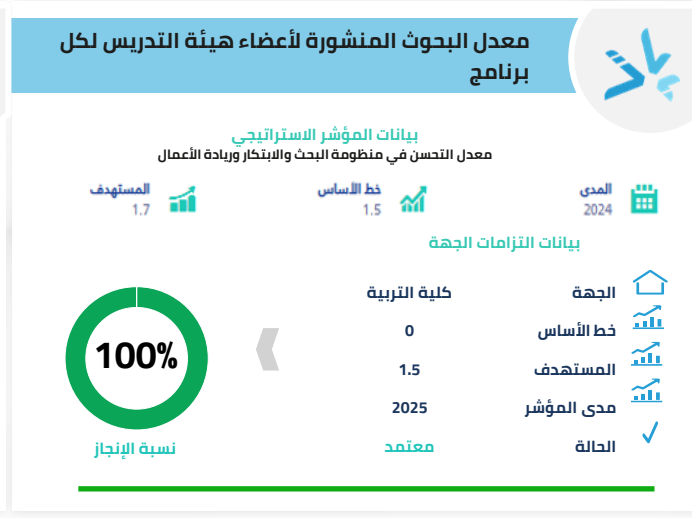 معدل البحوث المنشورة لأعضاء هيئة التدريس لكل
برنامج
بيانات المؤشر الاستراتيجي
معدل التحسن في منظومة البحث والابتكار وريادة الأعمال
المدى
2024
خط الأساس
1.5
المستهدف
1.7
بيانات التزامات الجهة
الجهة كلية التربية
خط الأساس 0
المستهدف 1.5
مدى المؤشر 2025
الحالة معتمد
100%
نسبة الإنجاز